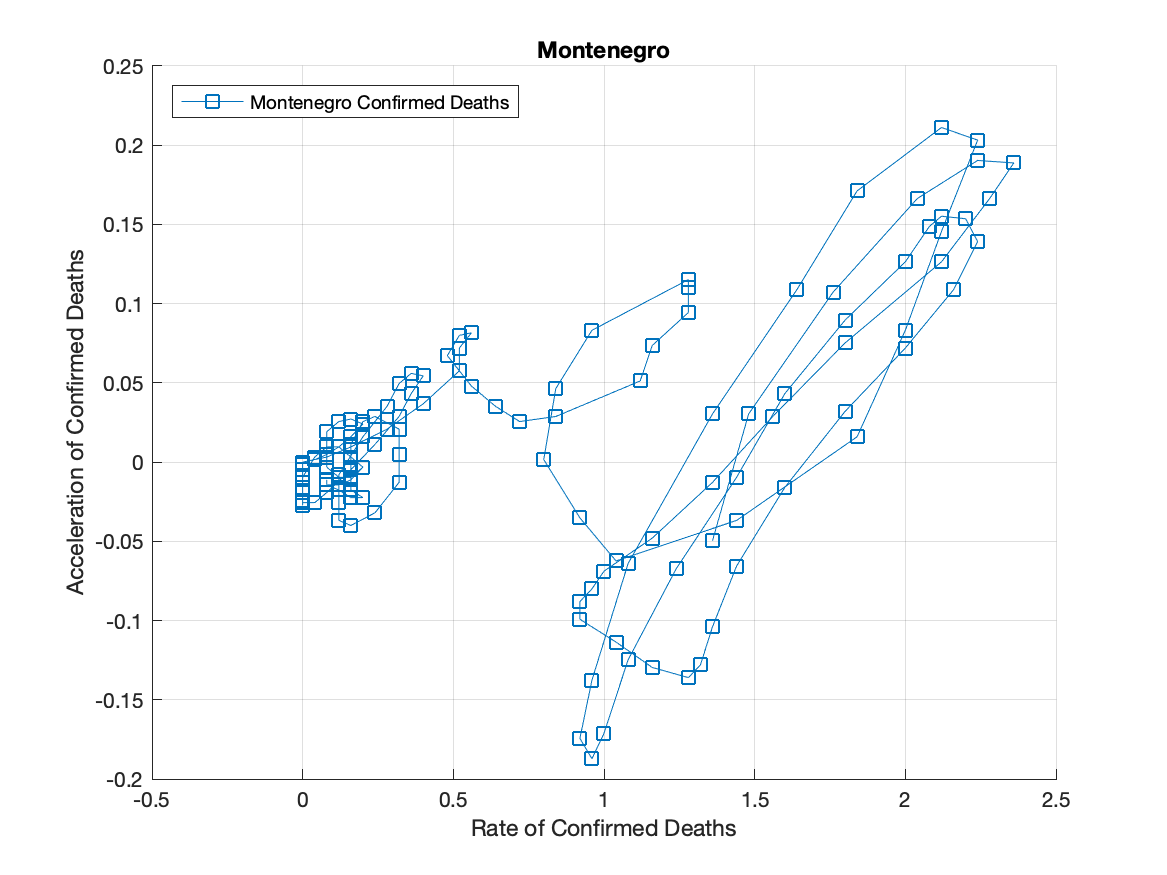 Montenegro
Montenegro Confirmed Deaths
0.25
0.2
0.15
0.1
0.05
0
-0.05
-0.1
-0.15
-0.2
Acceleration of Confirmed Deaths
-0.5 0 0.5 1 1.5 2 2.5
Rate of Confirmed Deaths